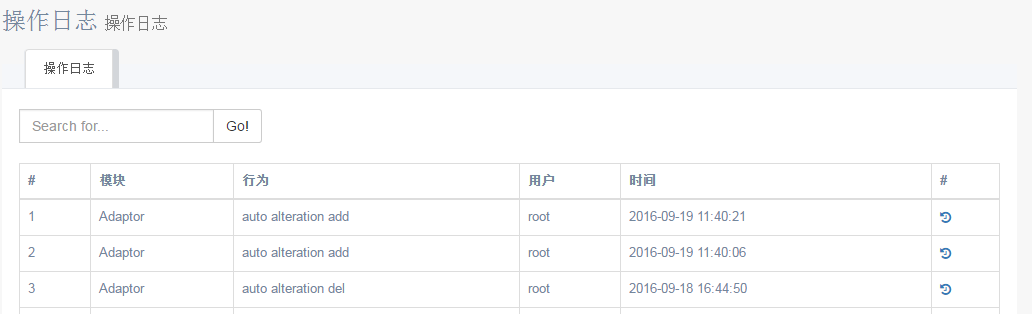 操作日志 操作日志
操作日志
Search for... Go!
# 模块 行为 用户 时间 #
1 Adaptor auto alteration add root 2016-09-19 11:40:21
2 Adaptor auto alteration add root 2016-09-19 11:40:06
3 Adaptor auto alteration del root 2016-09-18 16:44:50